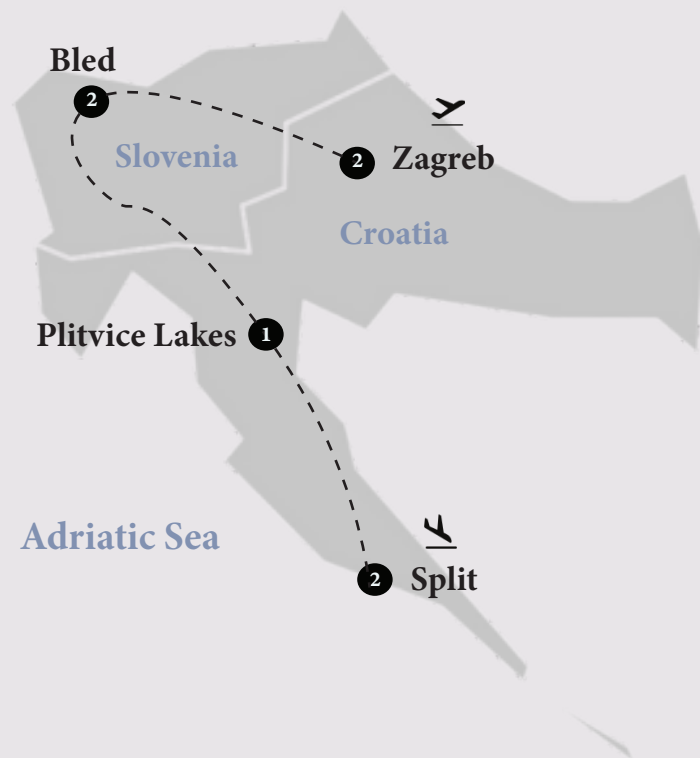 Bled
2
Slovenia
2
Zagreb
Croatia
Plitvice Lakes
1
Adriatic Sea
2
Split